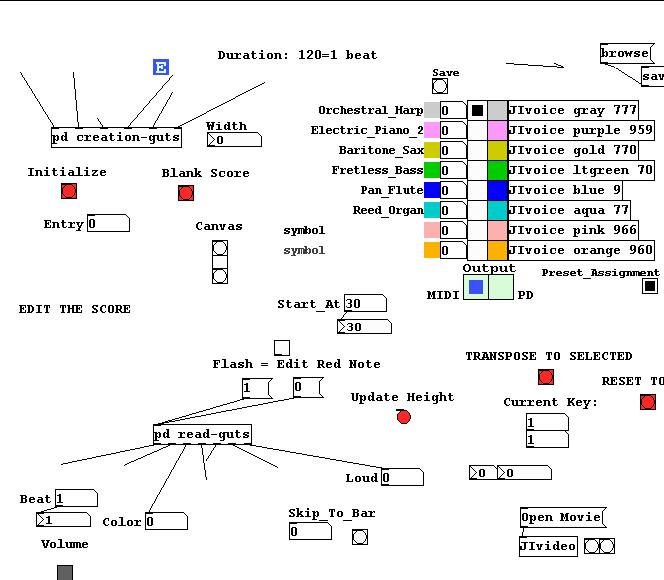 browse
Duration: 120=1 beat
E
Save
sav
Orchestral_Harp 0 JIvoice gray 777
Width
pd creation-guts
Electric_Piano_2 0 JIvoice purple 959
0
Baritone_Sax 0 JIvoice gold 770
Initialize Blank Score
Fretless_Bass 0 JIvoice ltgreen 70
Pan_Flute 0 JIvoice blue 9
Reed_Organ 0 JIvoice aqua 77
Entry 0
Canvas
symbol 0 JIvoice pink 966
symbol 0 JIvoice orange 960
Output
Preset_Assignment
MIDI PD
EDIT THE SCORE
Start_At 30
30
TRANSPOSE TO SELECTED
Flash = Edit Red Note
RESET TO
1 0
Update Height
Current Key:
1
pd read-guts
1
Loud 0
0 0
Beat 1
Skip_To_Bar
1
Color 0
0
Open Movie
Volume
JIvideo